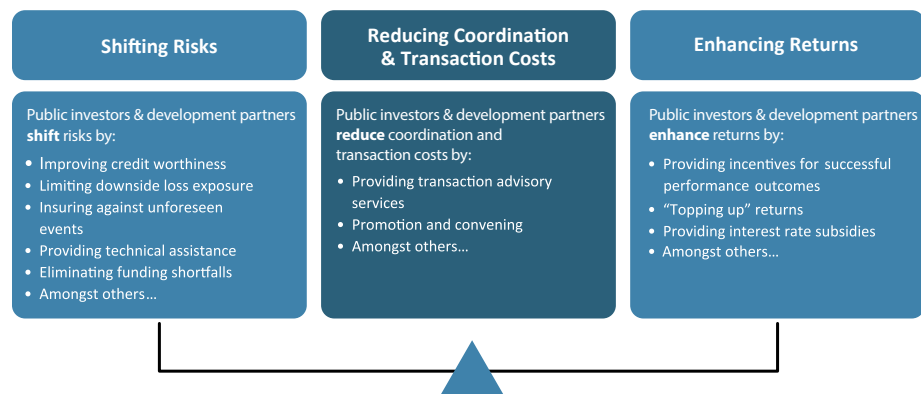 Shifting Risks
Reducing Coordination
& Transaction Costs
Enhancing Returns
Public investors & development partners
shift risks by:
• Improving credit worthiness
• Limiting downside loss exposure
• Insuring against unforeseen
events
• Providing technical assistance
• Eliminating funding shortfalls
• Amongst others...
Public investors & development partners
reduce coordination and
transaction costs by:
• Providing transaction advisory
services
• Promotion and convening
• Amongst others...
Public investors & development partners
enhance returns by:
• Providing incentives for successful
performance outcomes
• “Topping up” returns
• Providing interest rate subsidies
• Amongst others...